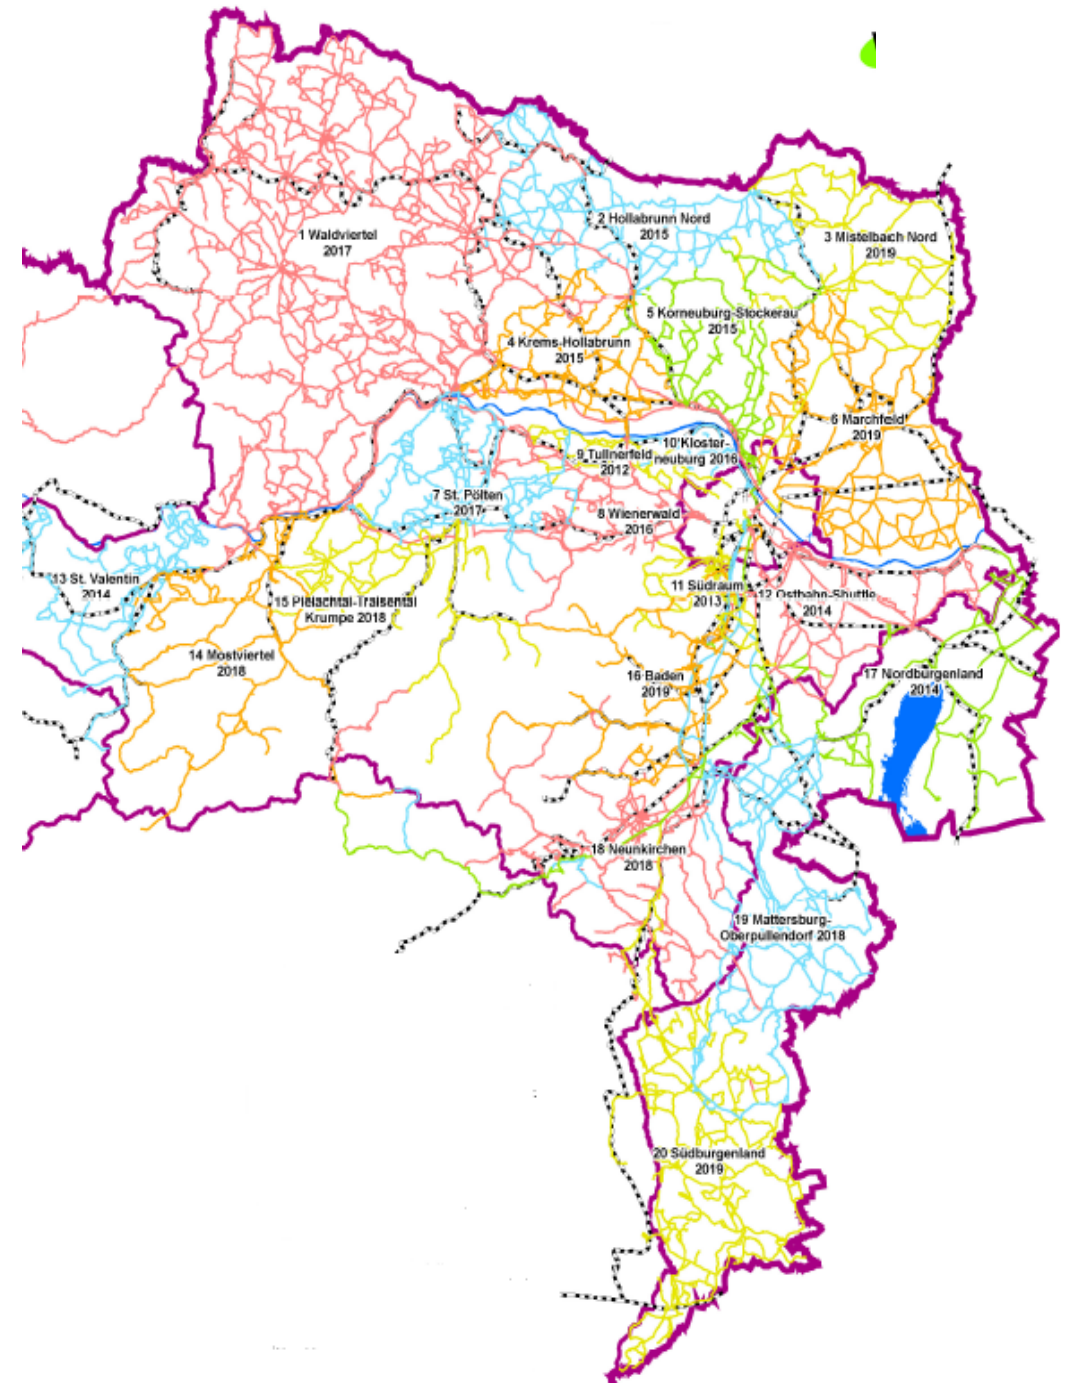 1 Waldviertel
2017
2 Hollabrunn Nord
2015
3 Mistelbach Nord
2019
5 Korneuburg-Stockerau
2015
4 Krems-Hollabrunn
2015
6 Marchfeld
2019
10 Kloster-
neuburg 2016
9 Tullnerfeld
2012
7 St. Pölten
2017
8 Wienerwald
2016
13 St. Valentin
2014
11 Südraum
2013
12 Ostbahn-Shuttle
2014
15 Pielachtal-Traisental
Krumpe 2018
14 Mostviertel
2018
16 Baden
2019
17 Nordburgenland
2014
18 Neunkirchen
2018
19 Mattersburg-
Oberpullendorf 2018
20 Südburgenland
2019